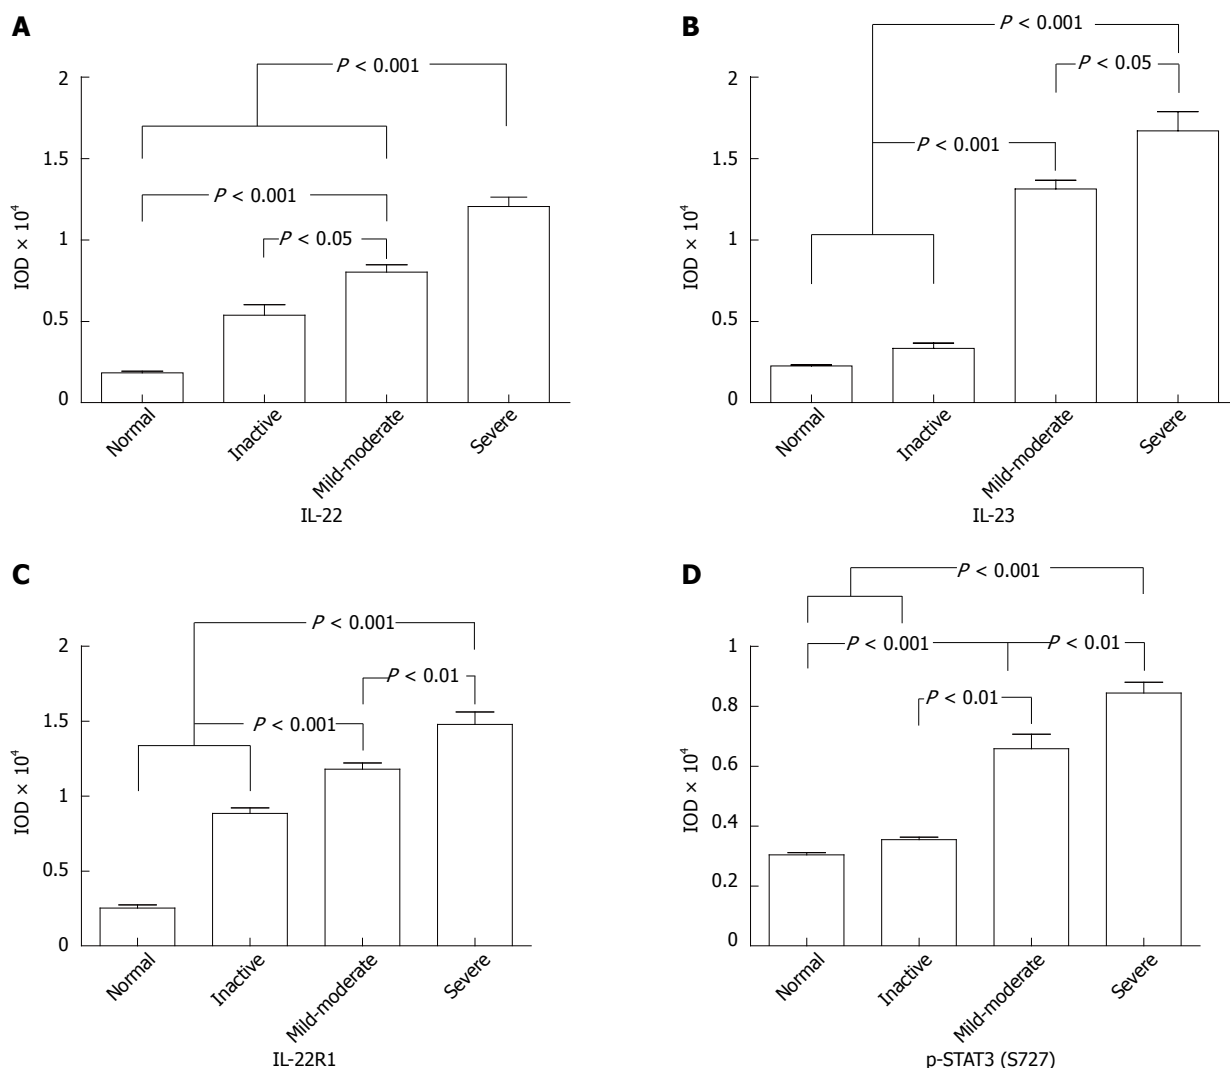 A
P < 0.001
2
1.5
P < 0.001
1
P < 0.05
0.5
0
IOD × 10⁴
Normal
Inactive
Mild-moderate
Severe
IL-22
B
P < 0.001
P < 0.05
2
1.5
P < 0.001
1
0.5
0
IOD × 10⁴
Normal
Inactive
Mild-moderate
Severe
IL-23
C
P < 0.001
2
P < 0.01
1.5
P < 0.001
1
0.5
0
IOD × 10⁴
Normal
Inactive
Mild-moderate
Severe
IL-22R1
D
P < 0.001
1
P < 0.001
P < 0.01
0.8
P < 0.01
0.6
0.4
0.2
0
IOD × 10⁴
Normal
Inactive
Mild-moderate
Severe
p-STAT3 (S727)